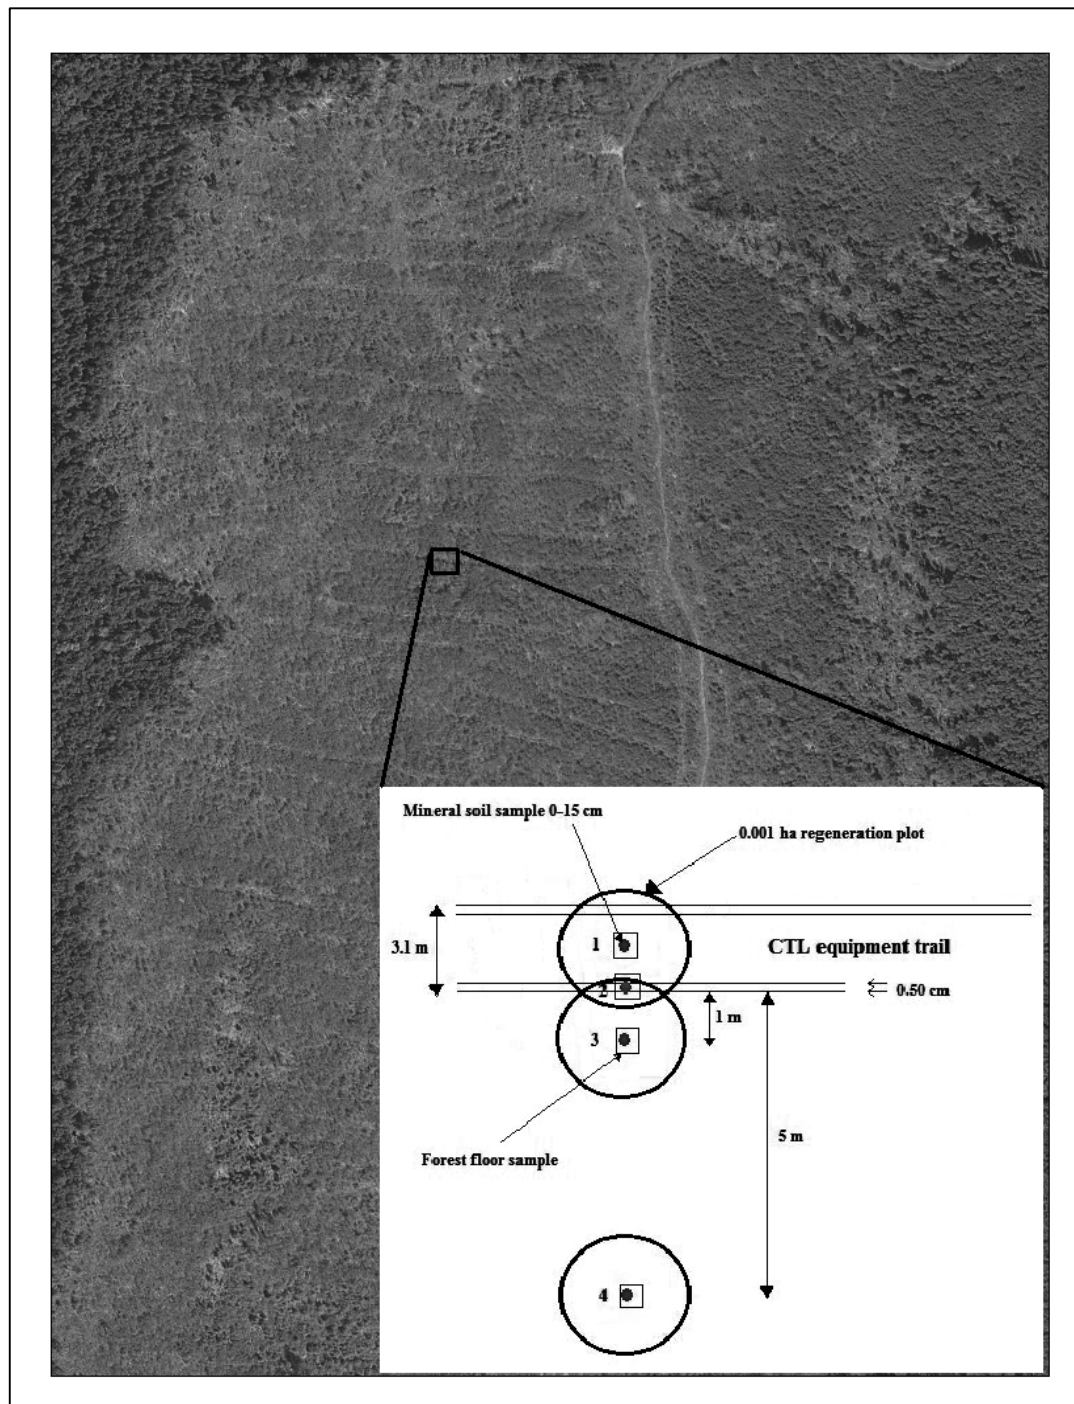 Mineral soil sample 0–15 cm
0.001 ha regeneration plot
3.1 m
1
CTL equipment trail
2
0.50 cm
1 m
3
5 m
Forest floor sample
4